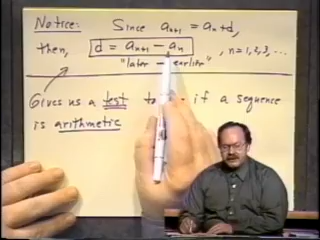 Notice: Since aₙ₊₁ = aₙ + d,
then, d = aₙ₊₁ − aₙ , n = 1, 2, 3, ...
"later − earlier"
Gives us a test to if a sequence
is arithmetic